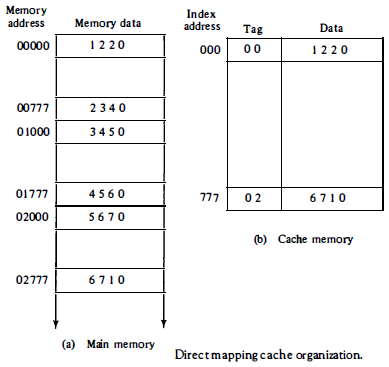 Memory address Memory data
00000 1 2 2 0
00777 2 3 4 0
01000 3 4 5 0
01777 4 5 6 0
02000 5 6 7 0
02777 6 7 1 0
(a) Main memory
Index address Tag Data
000 0 0 1 2 2 0
777 0 2 6 7 1 0
(b) Cache memory
Direct mapping cache organization.